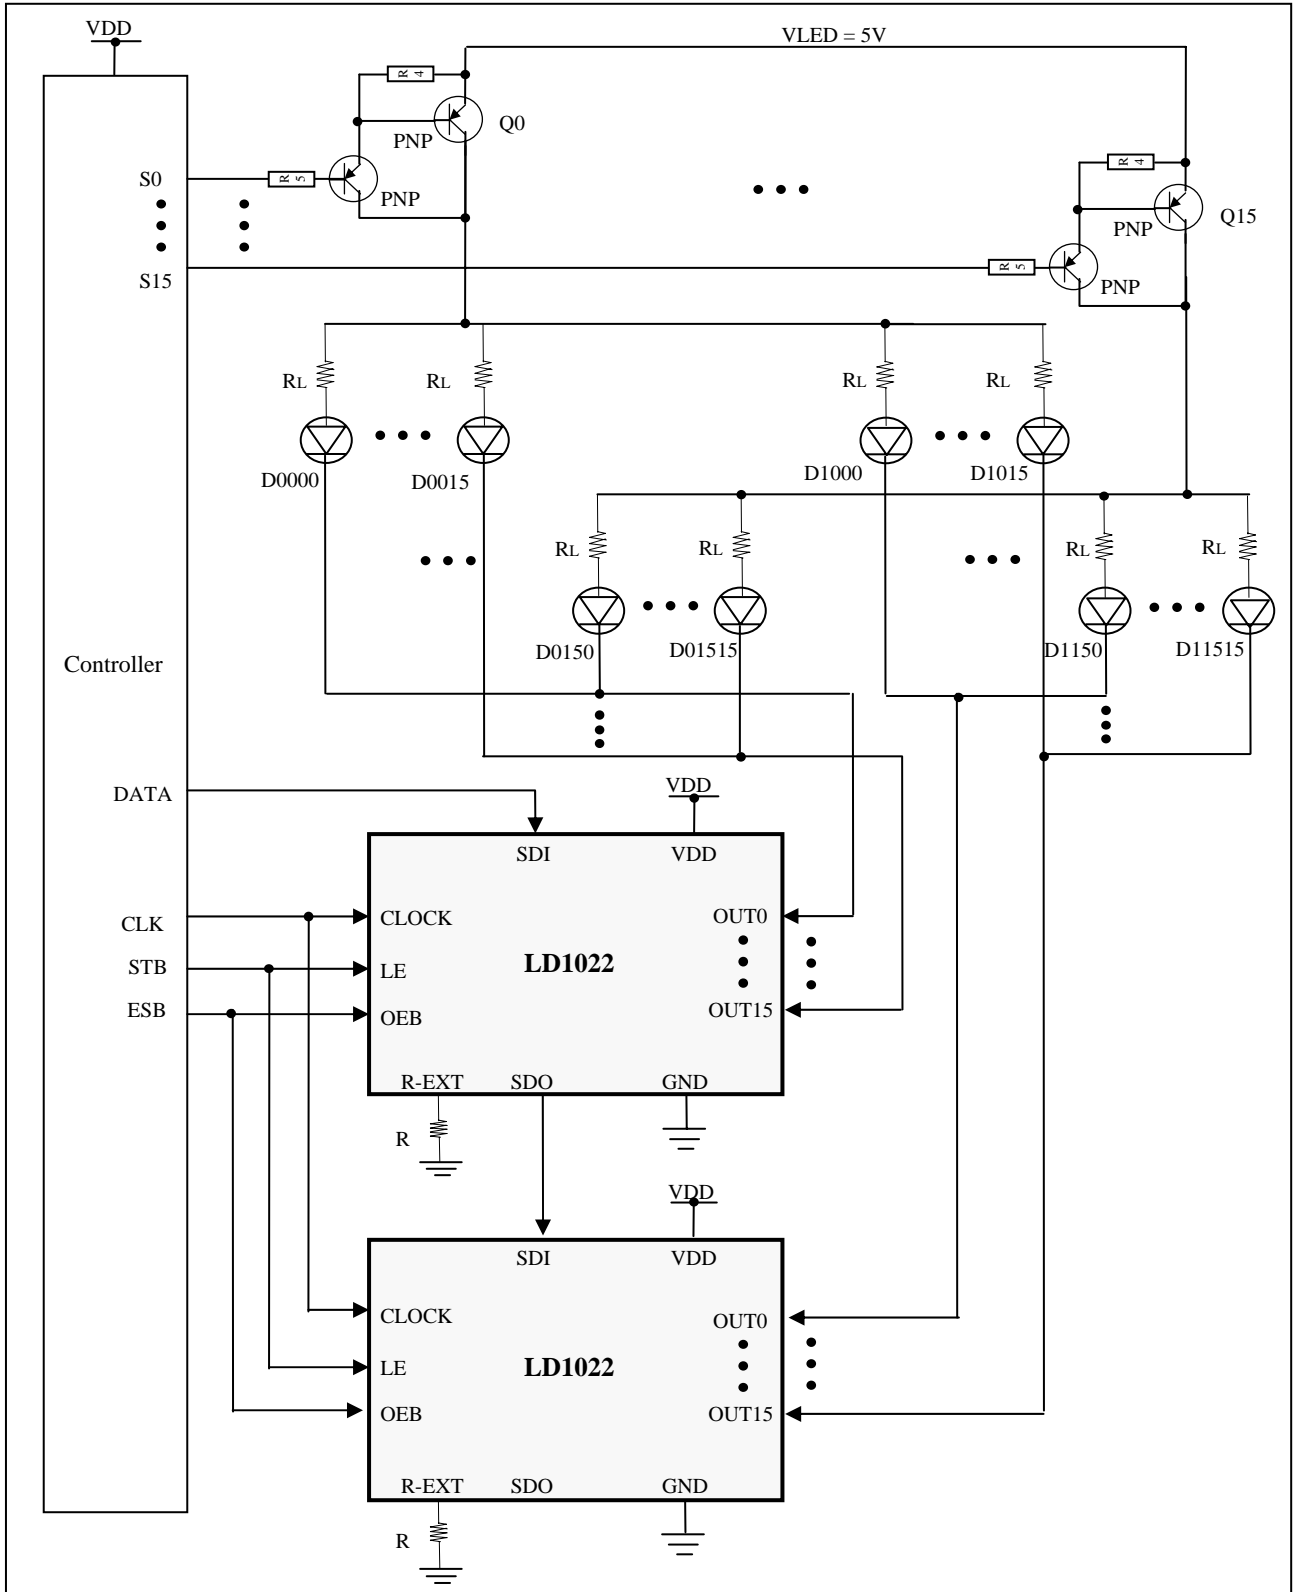 VDD
VLED = 5V
R4
Q0
PNP
R4
S0
R5
PNP
Q15
PNP
S15
R5
PNP
RL
RL
RL
RL
D0000
D0015
D1000
D1015
RL
RL
RL
RL
D0150
D01515
D1150
D11515
Controller
DATA
VDD
SDI
VDD
CLK
CLOCK
OUT0
STB
LE
LD1022
ESB
OEB
OUT15
R-EXT
SDO
GND
R
VDD
SDI
VDD
CLOCK
OUT0
LE
LD1022
OEB
OUT15
R-EXT
SDO
GND
R